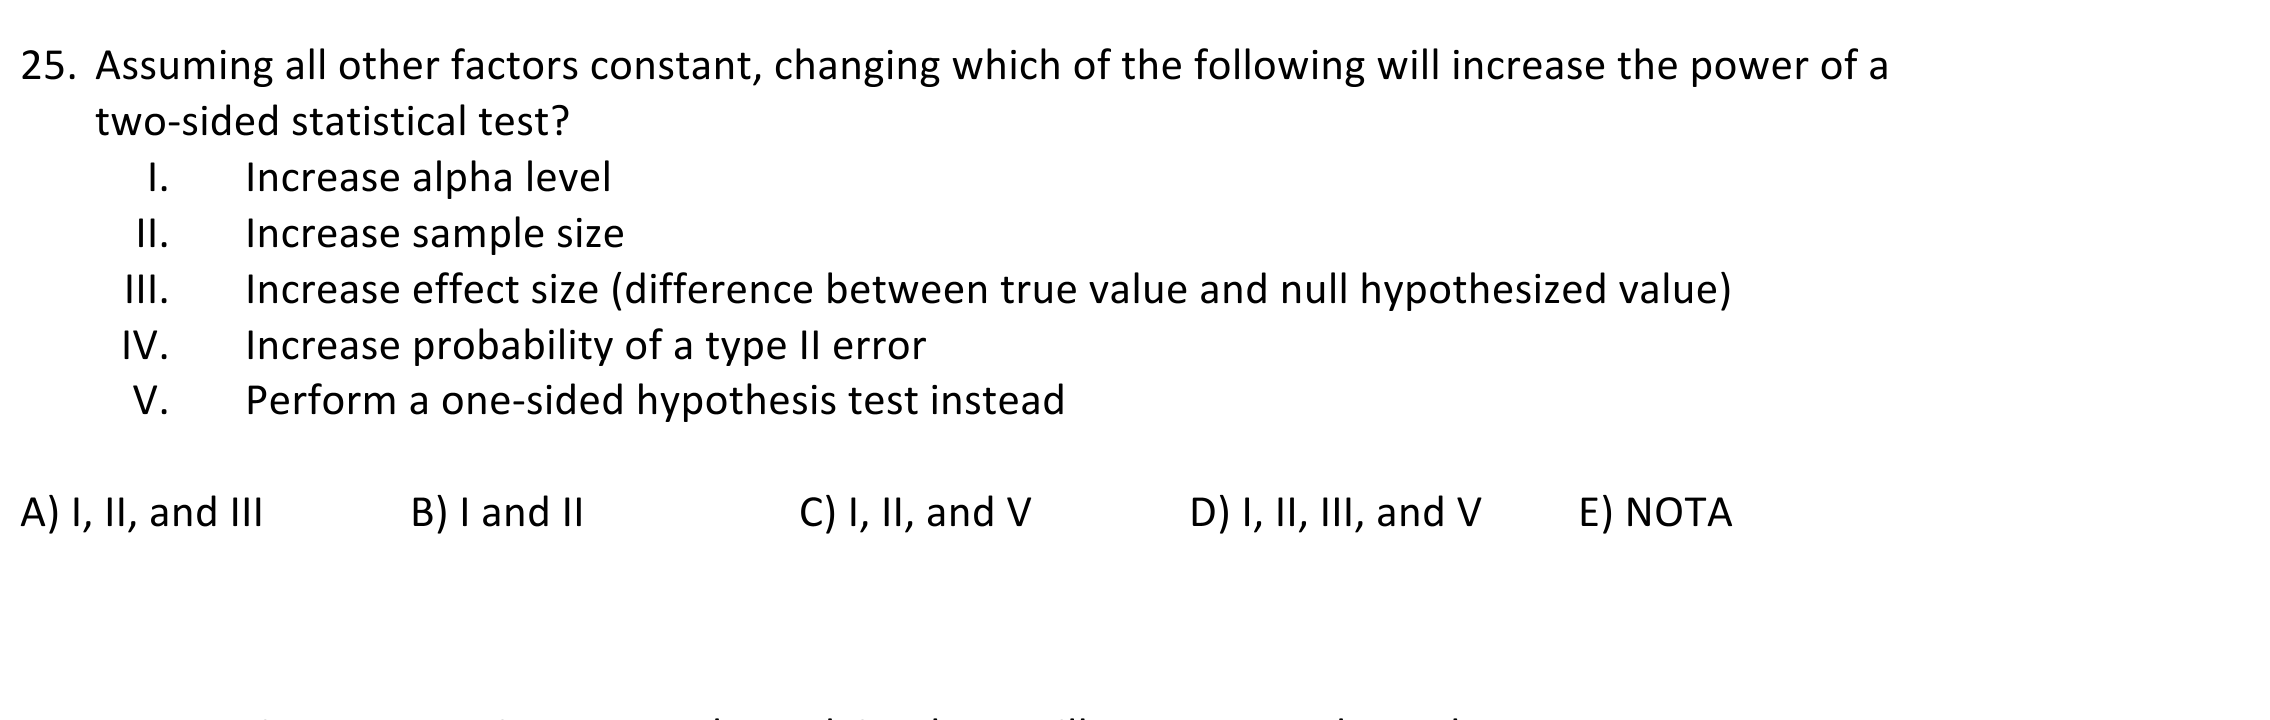 25. Assuming all other factors constant, changing which of the following will increase the power of a
two-sided statistical test?
I. Increase alpha level
II. Increase sample size
III. Increase effect size (difference between true value and null hypothesized value)
IV. Increase probability of a type II error
V. Perform a one-sided hypothesis test instead
A) I, II, and III B) I and II C) I, II, and V D) I, II, III, and V E) NOTA